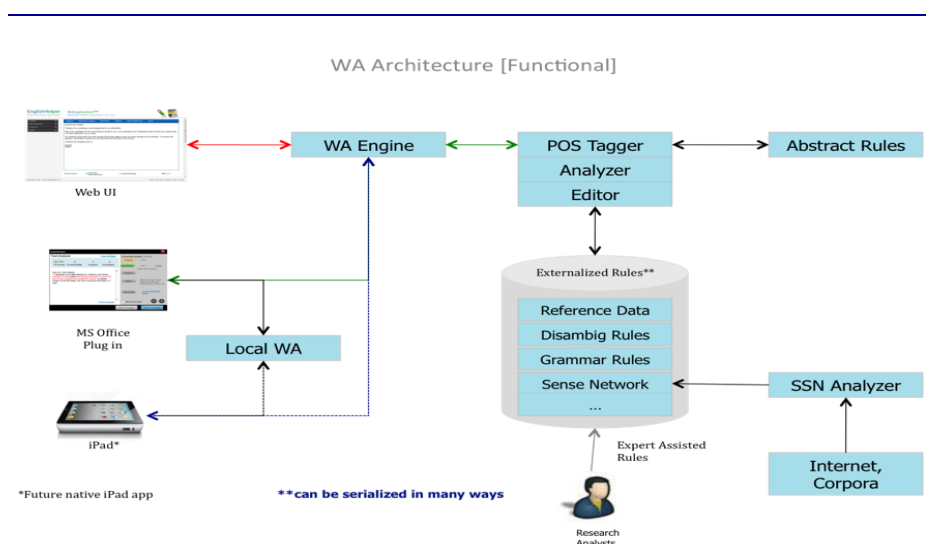 WA Architecture [Functional]
EnglishHelper
WA Engine
POS Tagger
Abstract Rules
Analyzer
Editor
Web UI
Externalized Rules**
Reference Data
Disambig Rules
Grammar Rules
Sense Network
...
MS Office
Plug in
Local WA
SSN Analyzer
iPad*
Expert Assisted
Rules
Internet,
Corpora
*Future native iPad app
**can be serialized in many ways
Research
Analysts